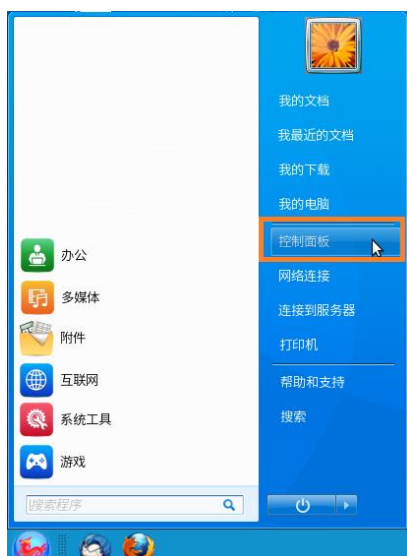 我的文档
我最近的文档
我的下载
我的电脑
控制面板
网络连接
连接到服务器
打印机
帮助和支持
搜索
办公
多媒体
附件
互联网
系统工具
游戏
搜索程序